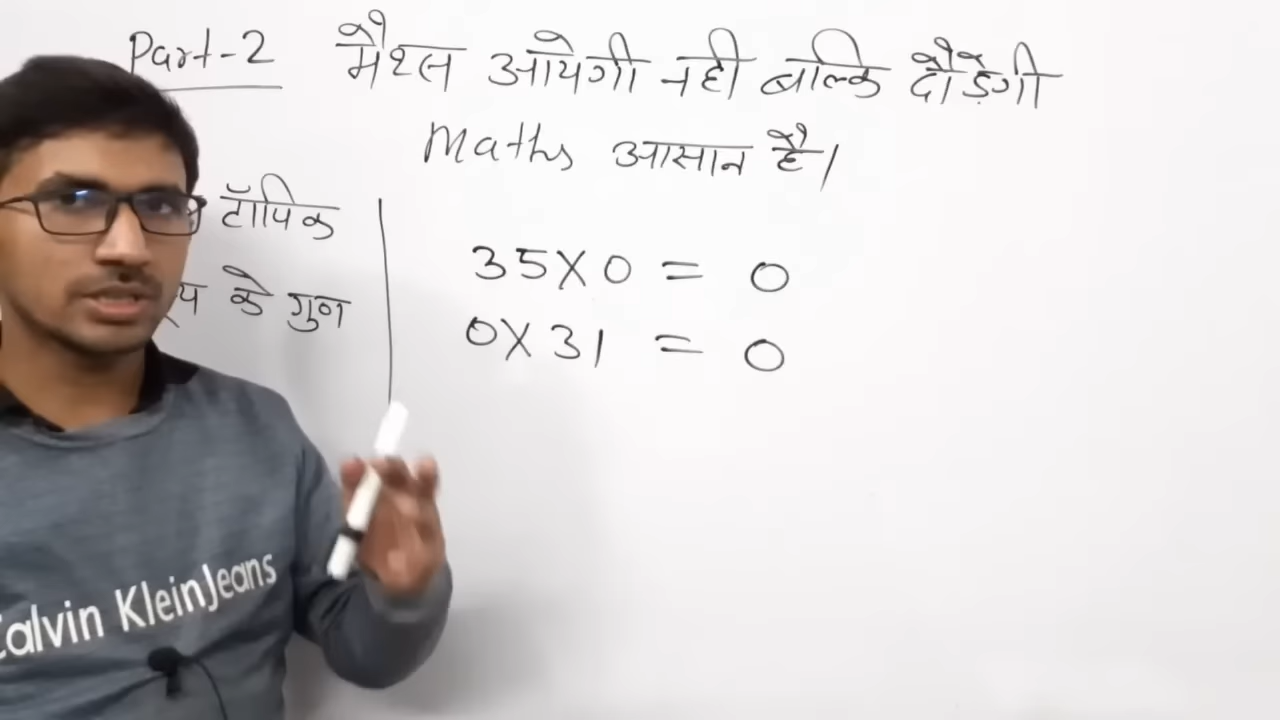 Part-2 मैथ्स आयेगी नही बल्कि दौड़ेगी
Maths आसान है।
टॉपिक
के गुण
35X0 = 0
0X31 = 0
Calvin KleinJeans